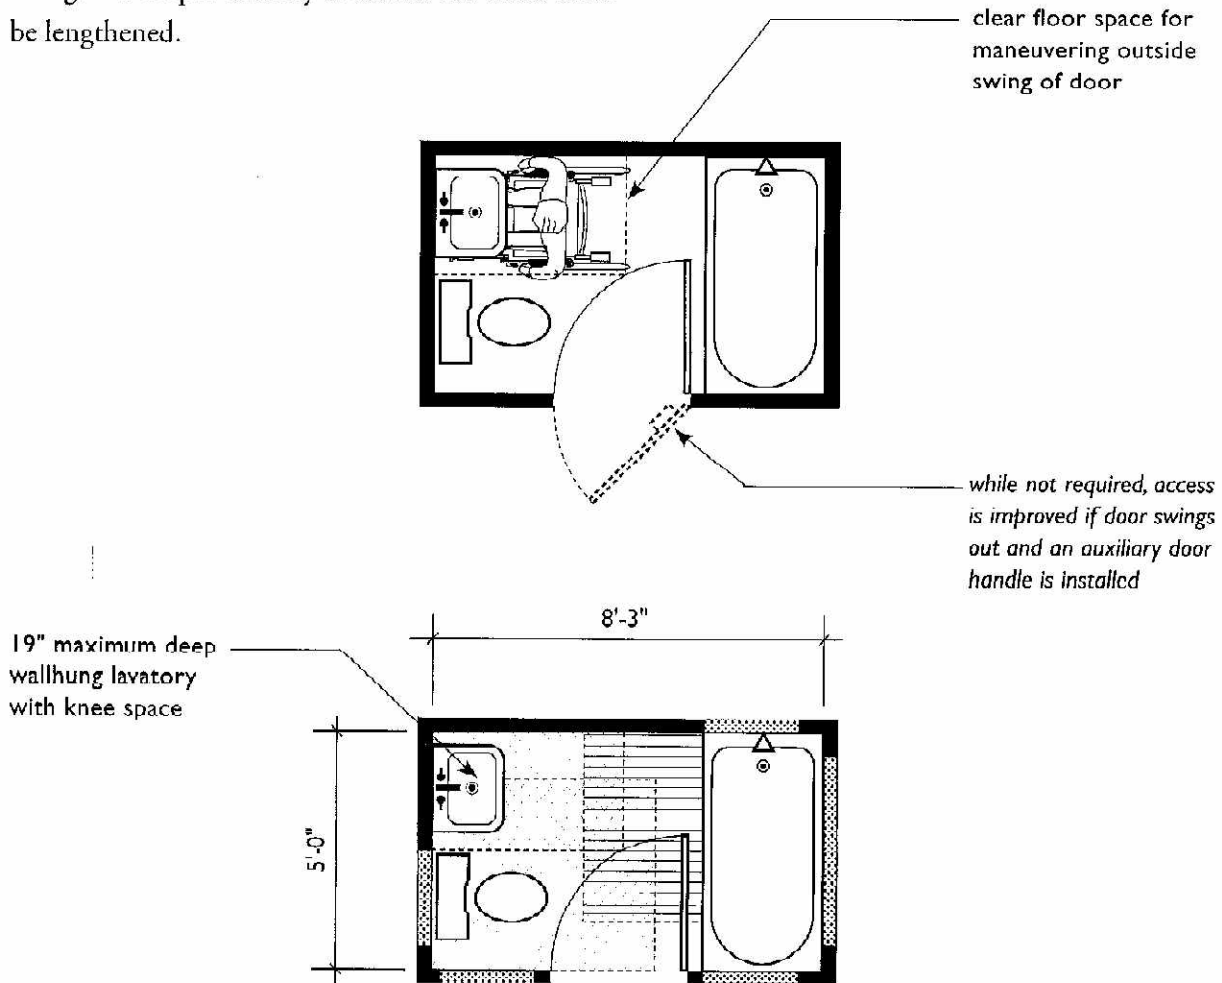 be lengthened.
clear floor space for
maneuvering outside
swing of door
while not required, access
is improved if door swings
out and an auxiliary door
handle is installed
8'-3"
19" maximum deep
wallhung lavatory
with knee space
5'-0"